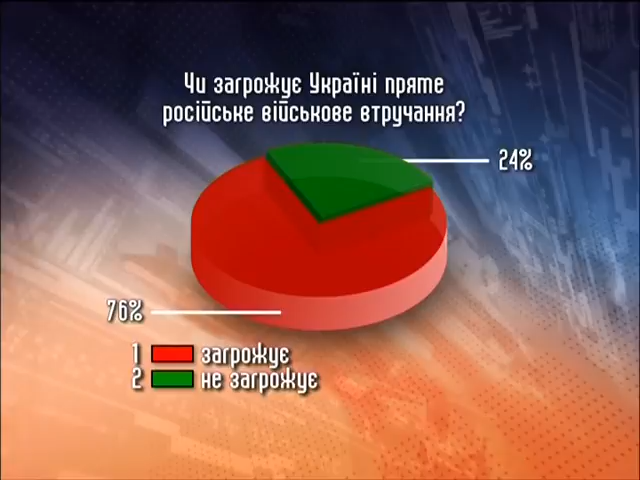 Чи загрожує Україні пряме
російське військове втручання?
24%
76%
1 загрожує
2 не загрожує